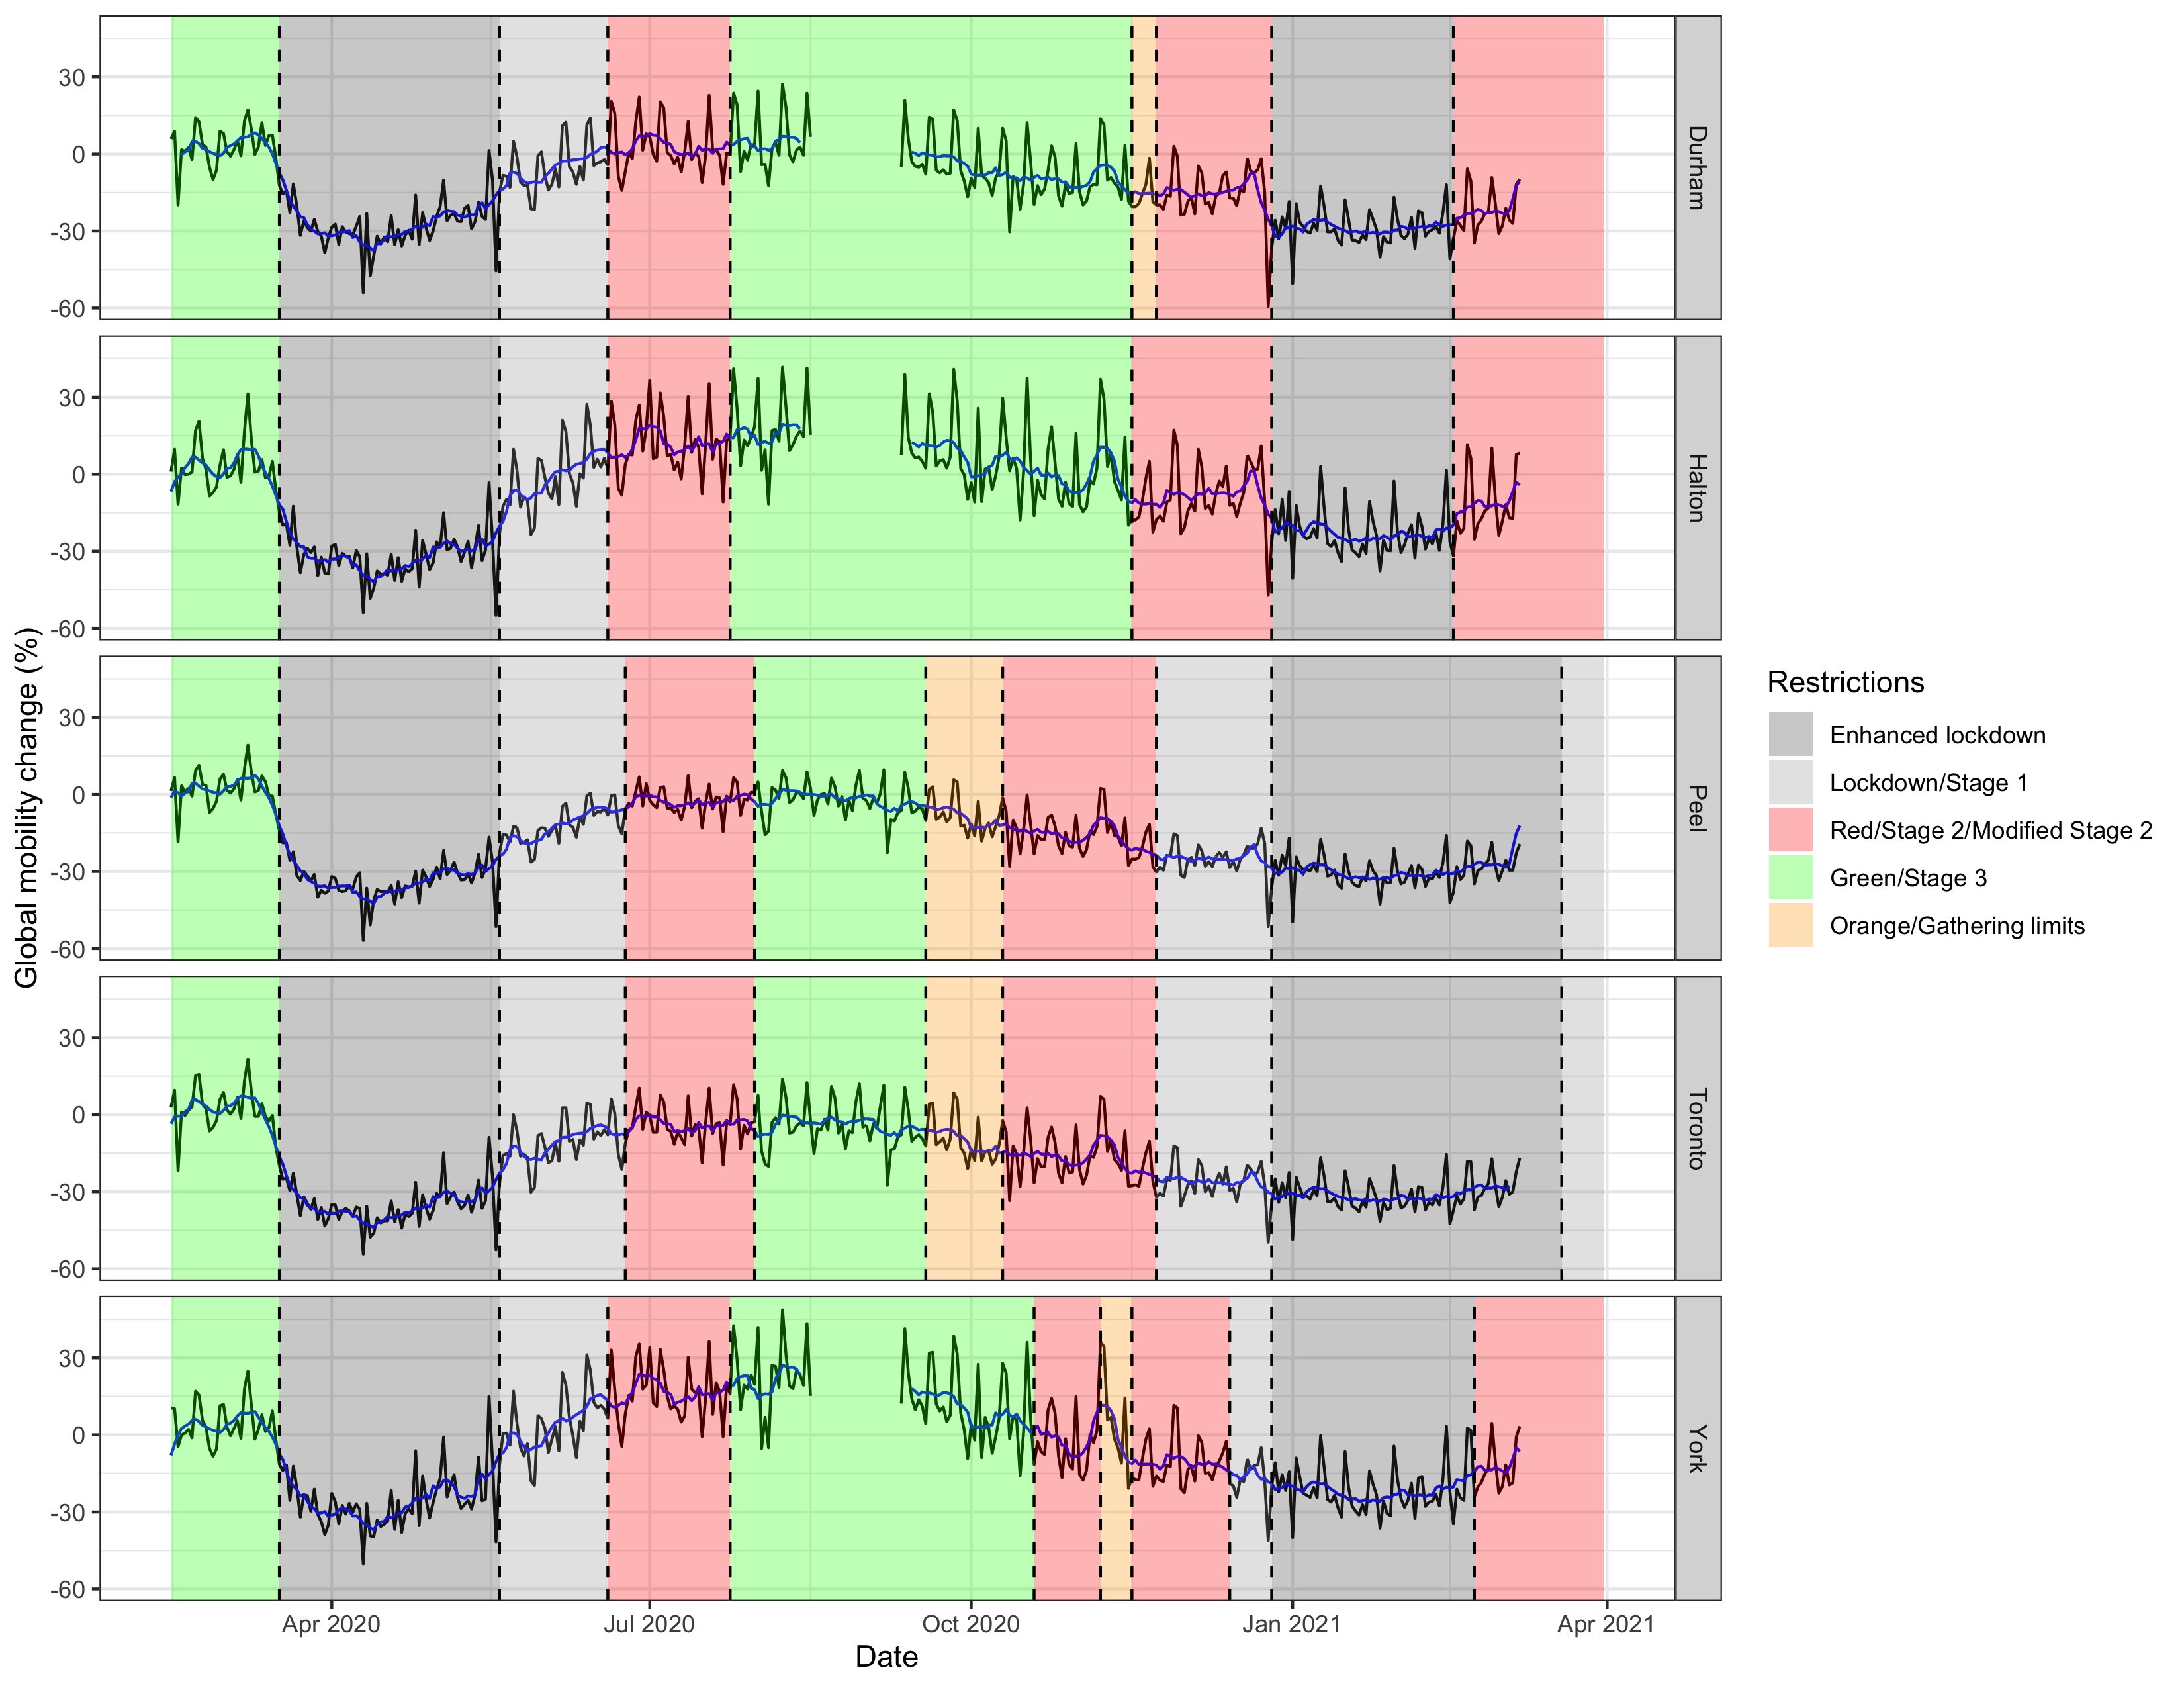 30
0
-30
-60
Durham
30
0
-30
-60
Halton
30
0
-30
-60
Peel
30
0
-30
-60
Toronto
30
0
-30
-60
York
Global mobility change (%)
Apr 2020
Jul 2020
Oct 2020
Jan 2021
Apr 2021
Date
Restrictions
Enhanced lockdown
Lockdown/Stage 1
Red/Stage 2/Modified Stage 2
Green/Stage 3
Orange/Gathering limits